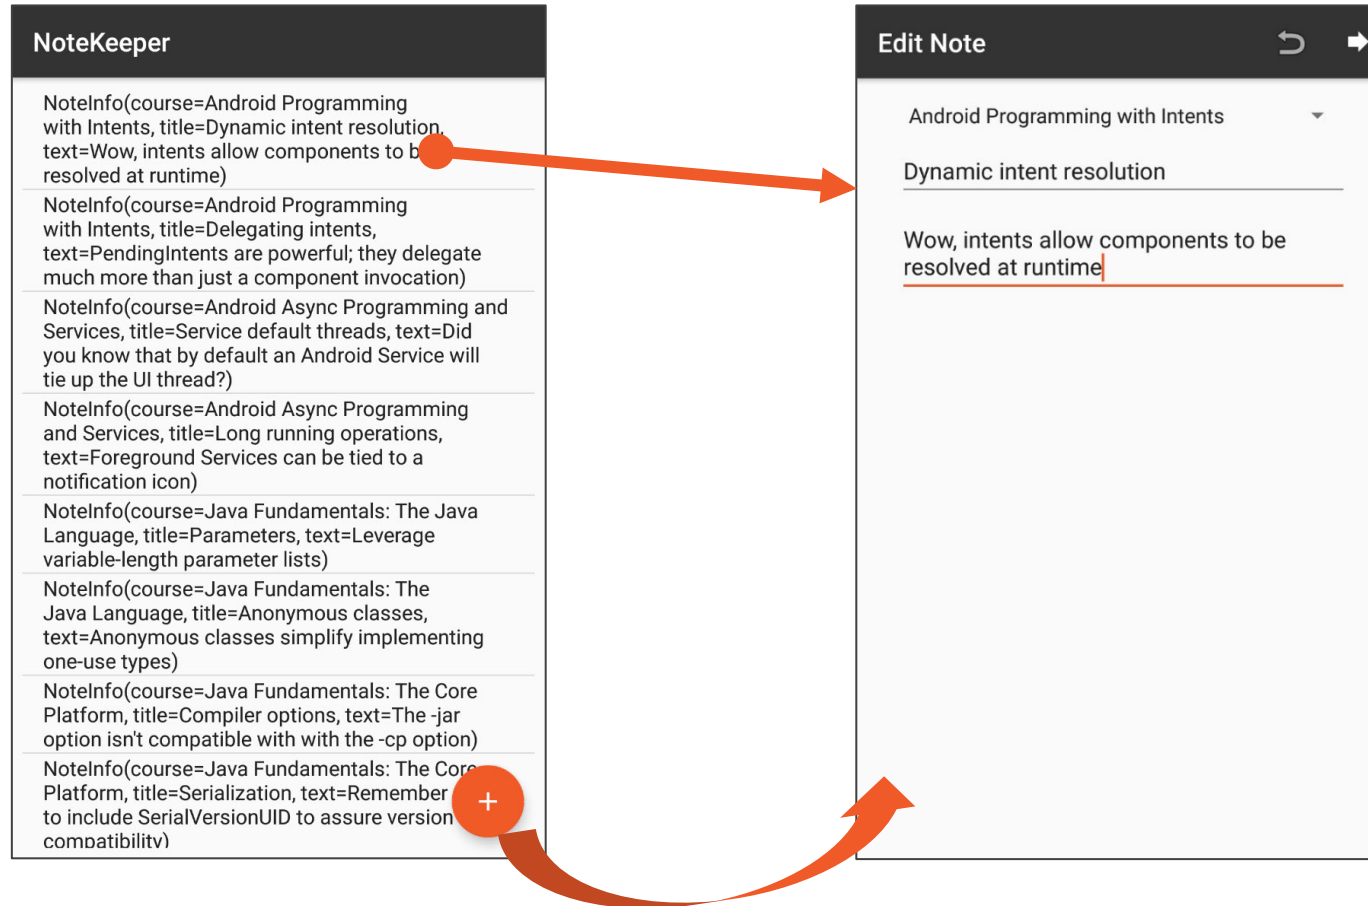 NoteKeeper
NoteInfo(course=Android Programming
with Intents, title=Dynamic intent resolution,
text=Wow, intents allow components to b
resolved at runtime)
NoteInfo(course=Android Programming
with Intents, title=Delegating intents,
text=PendingIntents are powerful; they delegate
much more than just a component invocation)
NoteInfo(course=Android Async Programming and
Services, title=Service default threads, text=Did
you know that by default an Android Service will
tie up the UI thread?)
NoteInfo(course=Android Async Programming
and Services, title=Long running operations,
text=Foreground Services can be tied to a
notification icon)
NoteInfo(course=Java Fundamentals: The Java
Language, title=Parameters, text=Leverage
variable-length parameter lists)
NoteInfo(course=Java Fundamentals: The
Java Language, title=Anonymous classes,
text=Anonymous classes simplify implementing
one-use types)
NoteInfo(course=Java Fundamentals: The Core
Platform, title=Compiler options, text=The -jar
option isn't compatible with with the -cp option)
NoteInfo(course=Java Fundamentals: The Core
Platform, title=Serialization, text=Remember
to include SerialVersionUID to assure version
compatibility)
+
Edit Note
Android Programming with Intents
Dynamic intent resolution
Wow, intents allow components to be
resolved at runtime